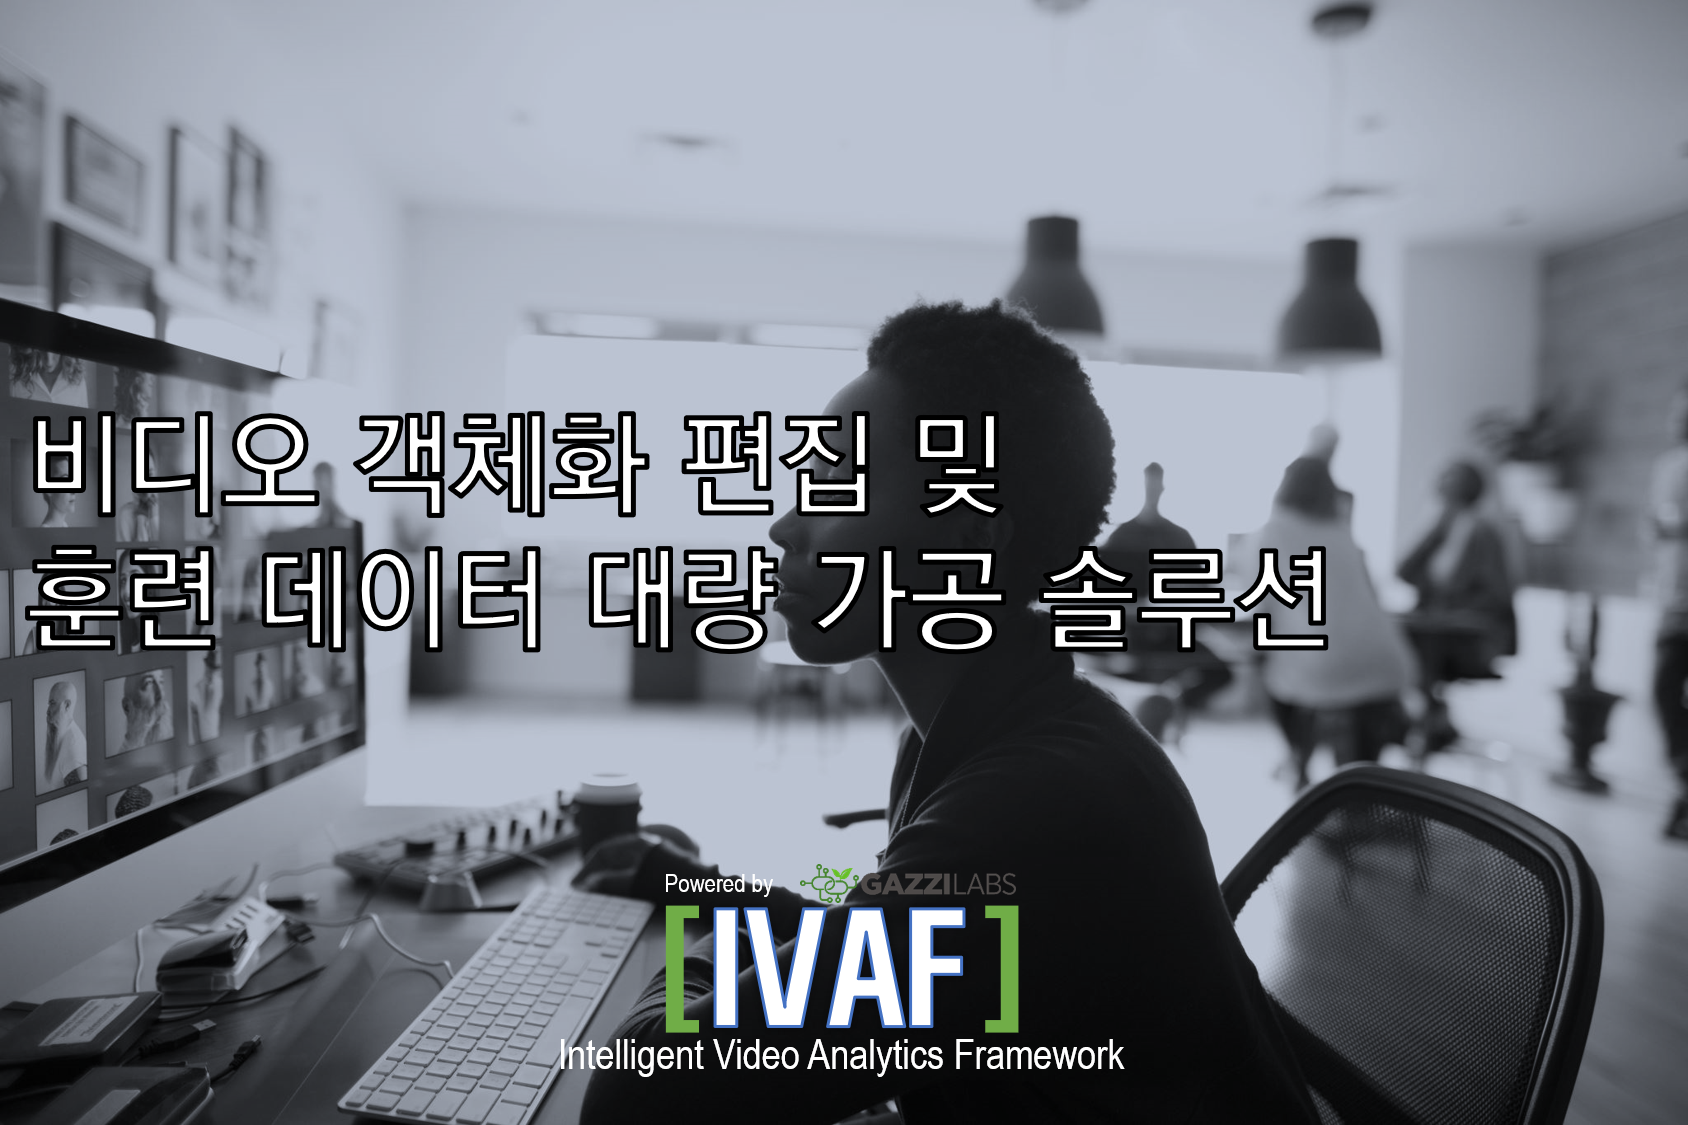 비디오 객체화 편집 및
훈련 데이터 대량 가공 솔루션
Powered by GAZZILABS
[IVAF]
Intelligent Video Analytics Framework